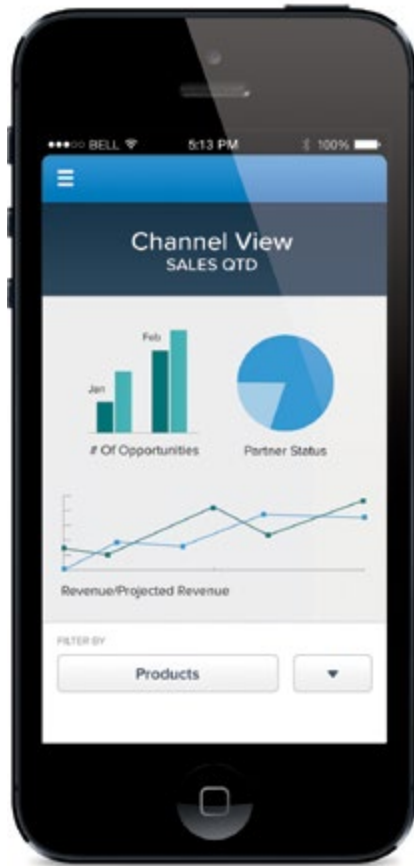 BELL 5:13 PM 100%
Channel View
SALES QTD
Feb
Jan
# Of Opportunities Partner Status
Revenue/Projected Revenue
FILTER BY
Products